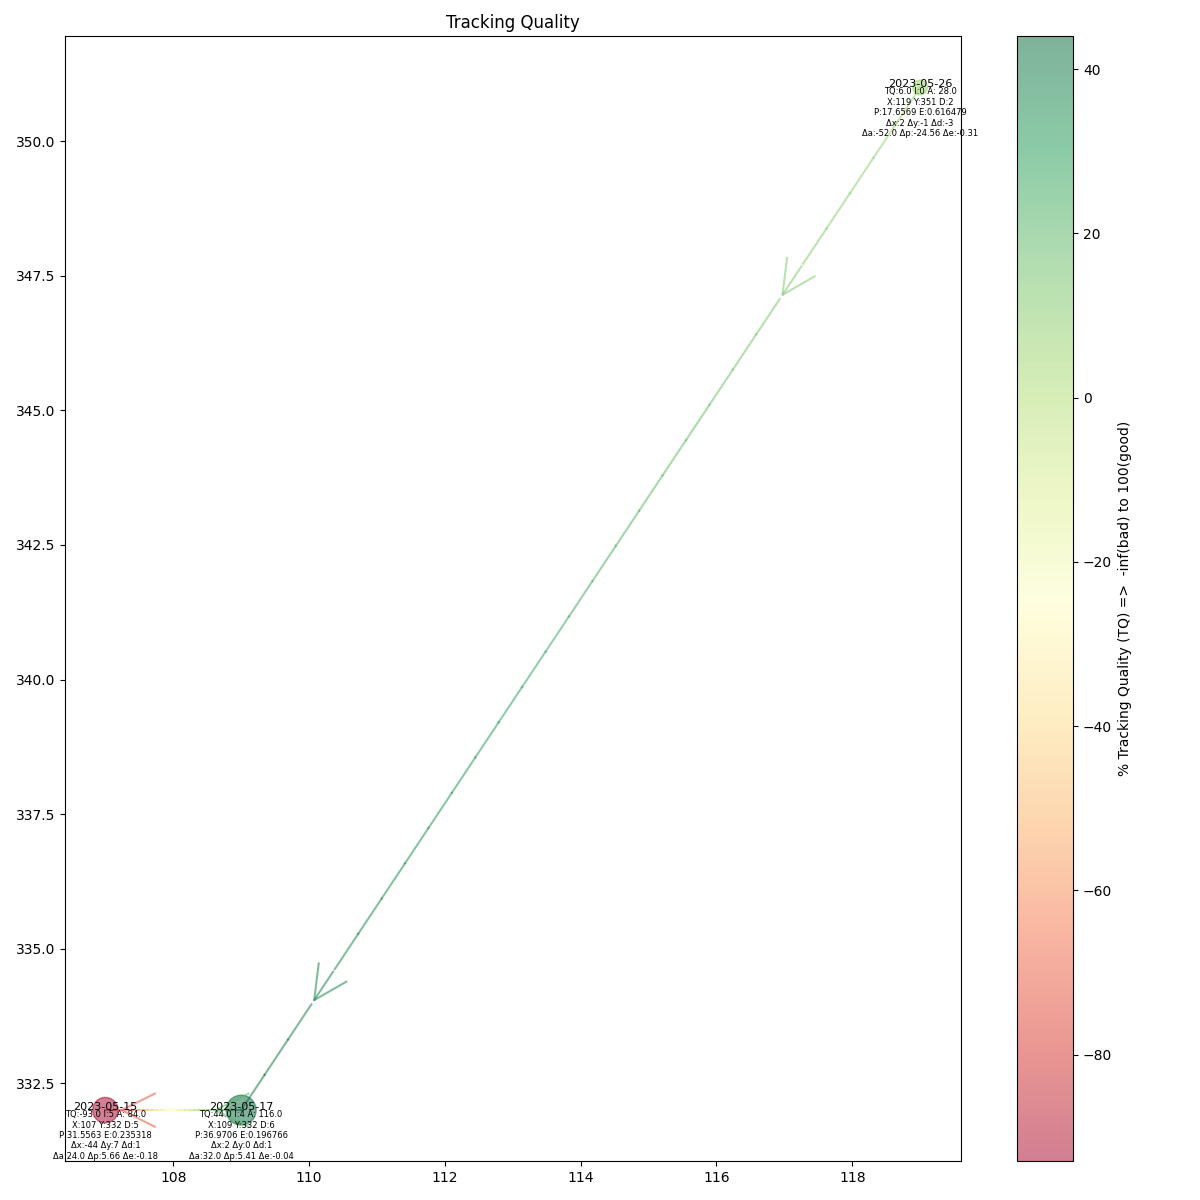 Tracking Quality
2023-05-26
TQ:6.0 I:0 A: 28.0
X:119 Y:351 D:2
P:17.6569 E:0.616479
Δx:2 Δy:-1 Δd:-3
Δa:-52.0 Δp:-24.56 Δe:-0.31
350.0
347.5
345.0
342.5
340.0
337.5
335.0
332.5
2023-05-15
TQ:-93.0 I:5 A: 84.0
X:107 Y:332 D:5
P:31.5563 E:0.235318
Δx:-44 Δy:7 Δd:1
Δa:24.0 Δp:5.66 Δe:-0.18
2023-05-17
TQ:44.0 I:4 A: 116.0
X:109 Y:332 D:6
P:36.9706 E:0.196766
Δx:2 Δy:0 Δd:1
Δa:32.0 Δp:5.41 Δe:-0.04
108
110
112
114
116
118
40
20
0
−20
−40
−60
−80
% Tracking Quality (TQ) => -inf(bad) to 100(good)